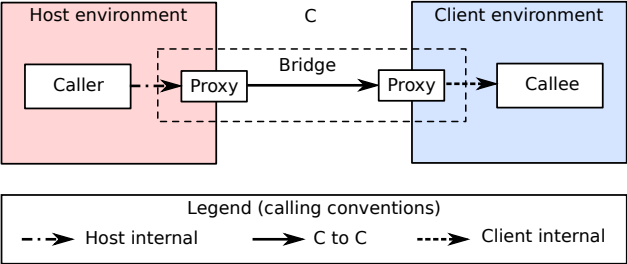 Host environment
C
Client environment
Bridge
Caller
Proxy
Proxy
Callee
Legend (calling conventions)
Host internal
C to C
Client internal